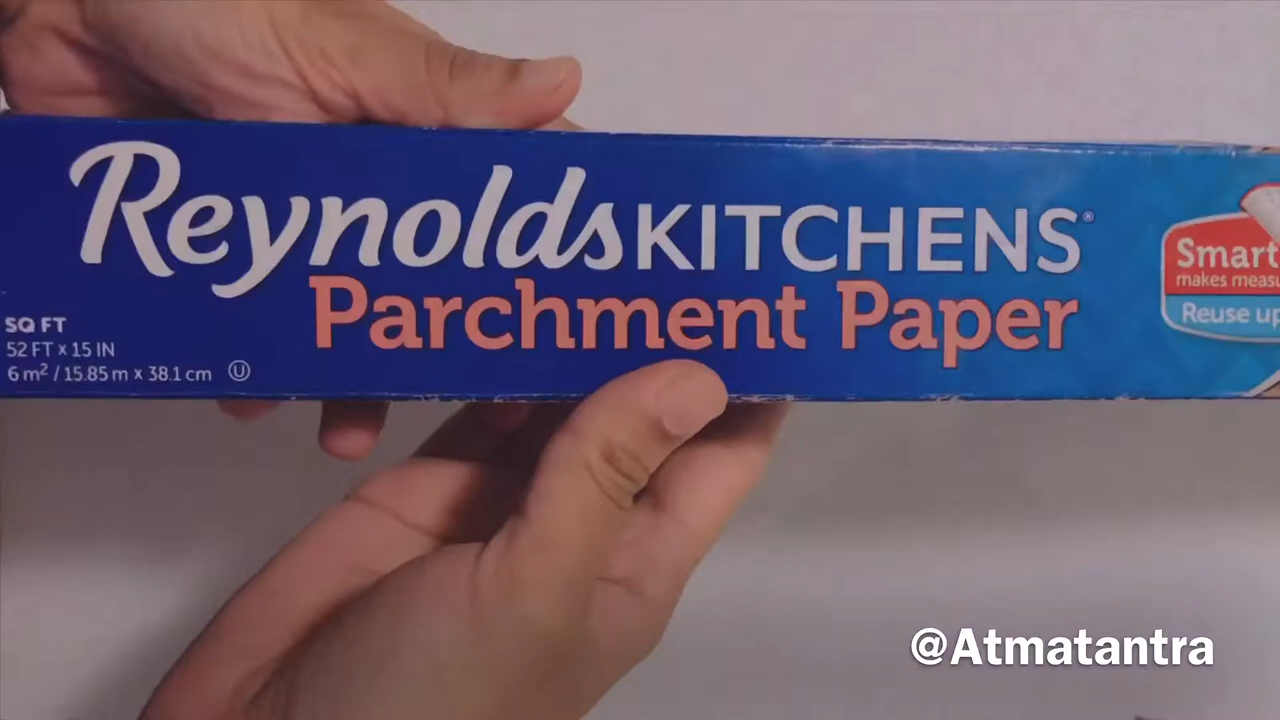 Reynolds KITCHENS®
Parchment Paper
SQ FT
52 FT x 15 IN
6 m² / 15.85 m x 38.1 cm Ⓤ
Smart
makes
Reuse
@Atmatantra